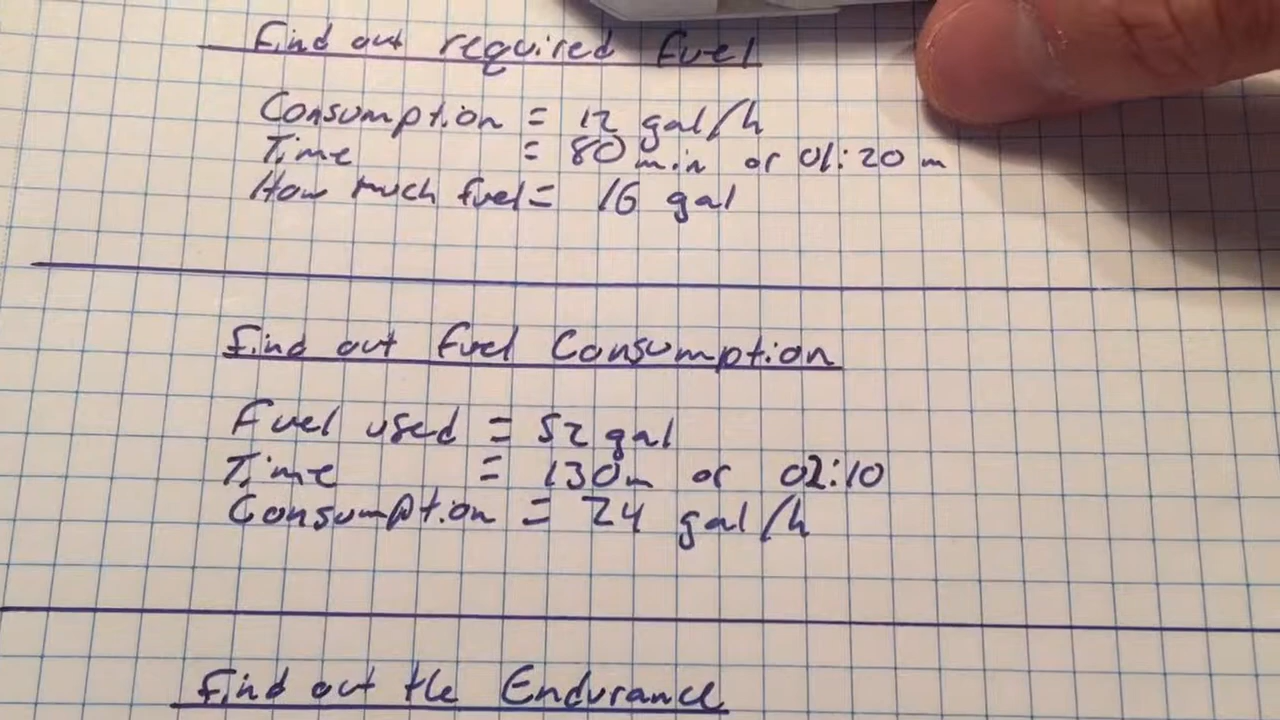 Find out required Fuel
Consumption = 12 gal/h
Time = 80 min or 01:20 m
How much fuel = 16 gal
Find out Fuel Consumption
Fuel used = 52 gal
Time = 130m or 02:10
Consumption = 24 gal/h
Find out the Endurance